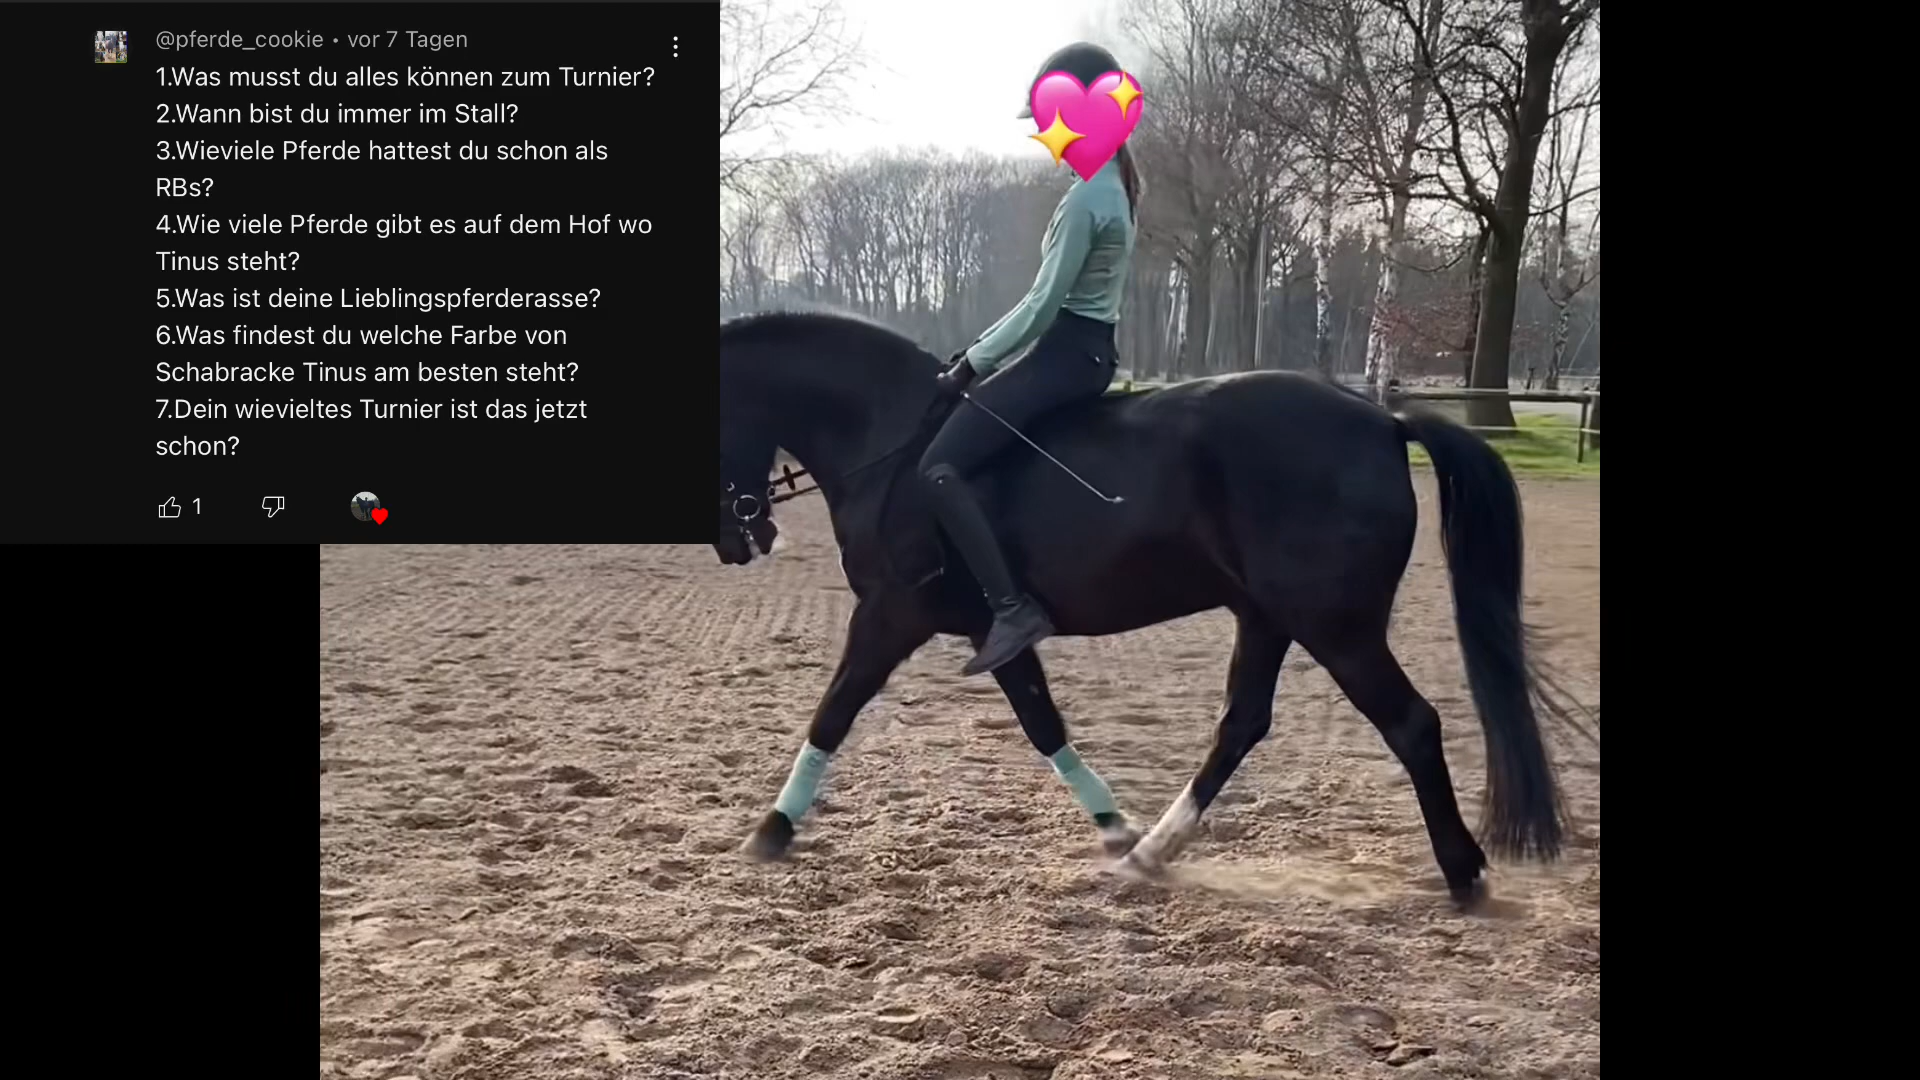 @pferde_cookie • vor 7 Tagen
1.Was musst du alles können zum Turnier?
2.Wann bist du immer im Stall?
3.Wieviele Pferde hattest du schon als
RBs?
4.Wie viele Pferde gibt es auf dem Hof wo
Tinus steht?
5.Was ist deine Lieblingspferderasse?
6.Was findest du welche Farbe von
Schabracke Tinus am besten steht?
7.Dein wievieltes Turnier ist das jetzt
schon?
1